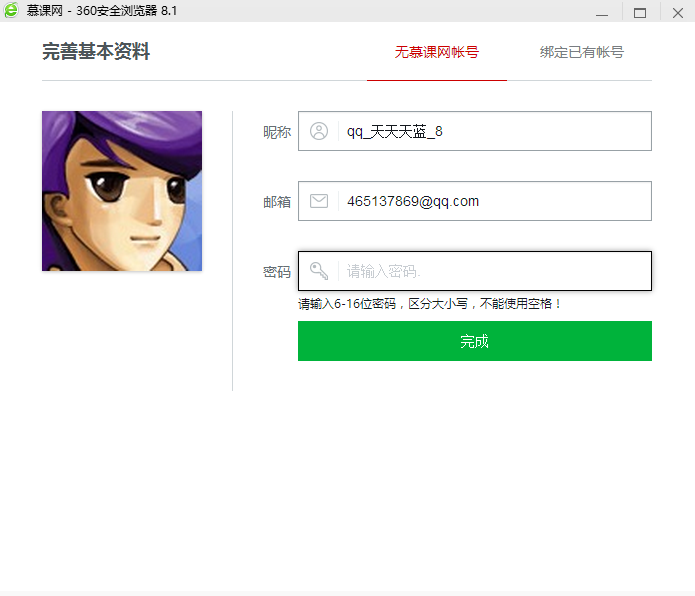 慕课网 - 360安全浏览器 8.1
完善基本资料
无慕课网帐号
绑定已有帐号
昵称
qq_天天天蓝_8
邮箱
465137869@qq.com
密码
请输入密码.
请输入6-16位密码，区分大小写，不能使用空格！
完成